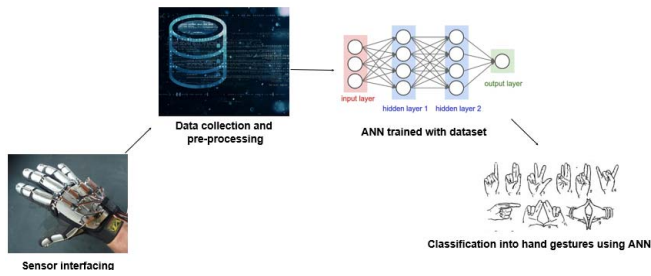 Sensor interfacing
Data collection and
pre-processing
input layer
hidden layer 1
hidden layer 2
output layer
ANN trained with dataset
Classification into hand gestures using ANN